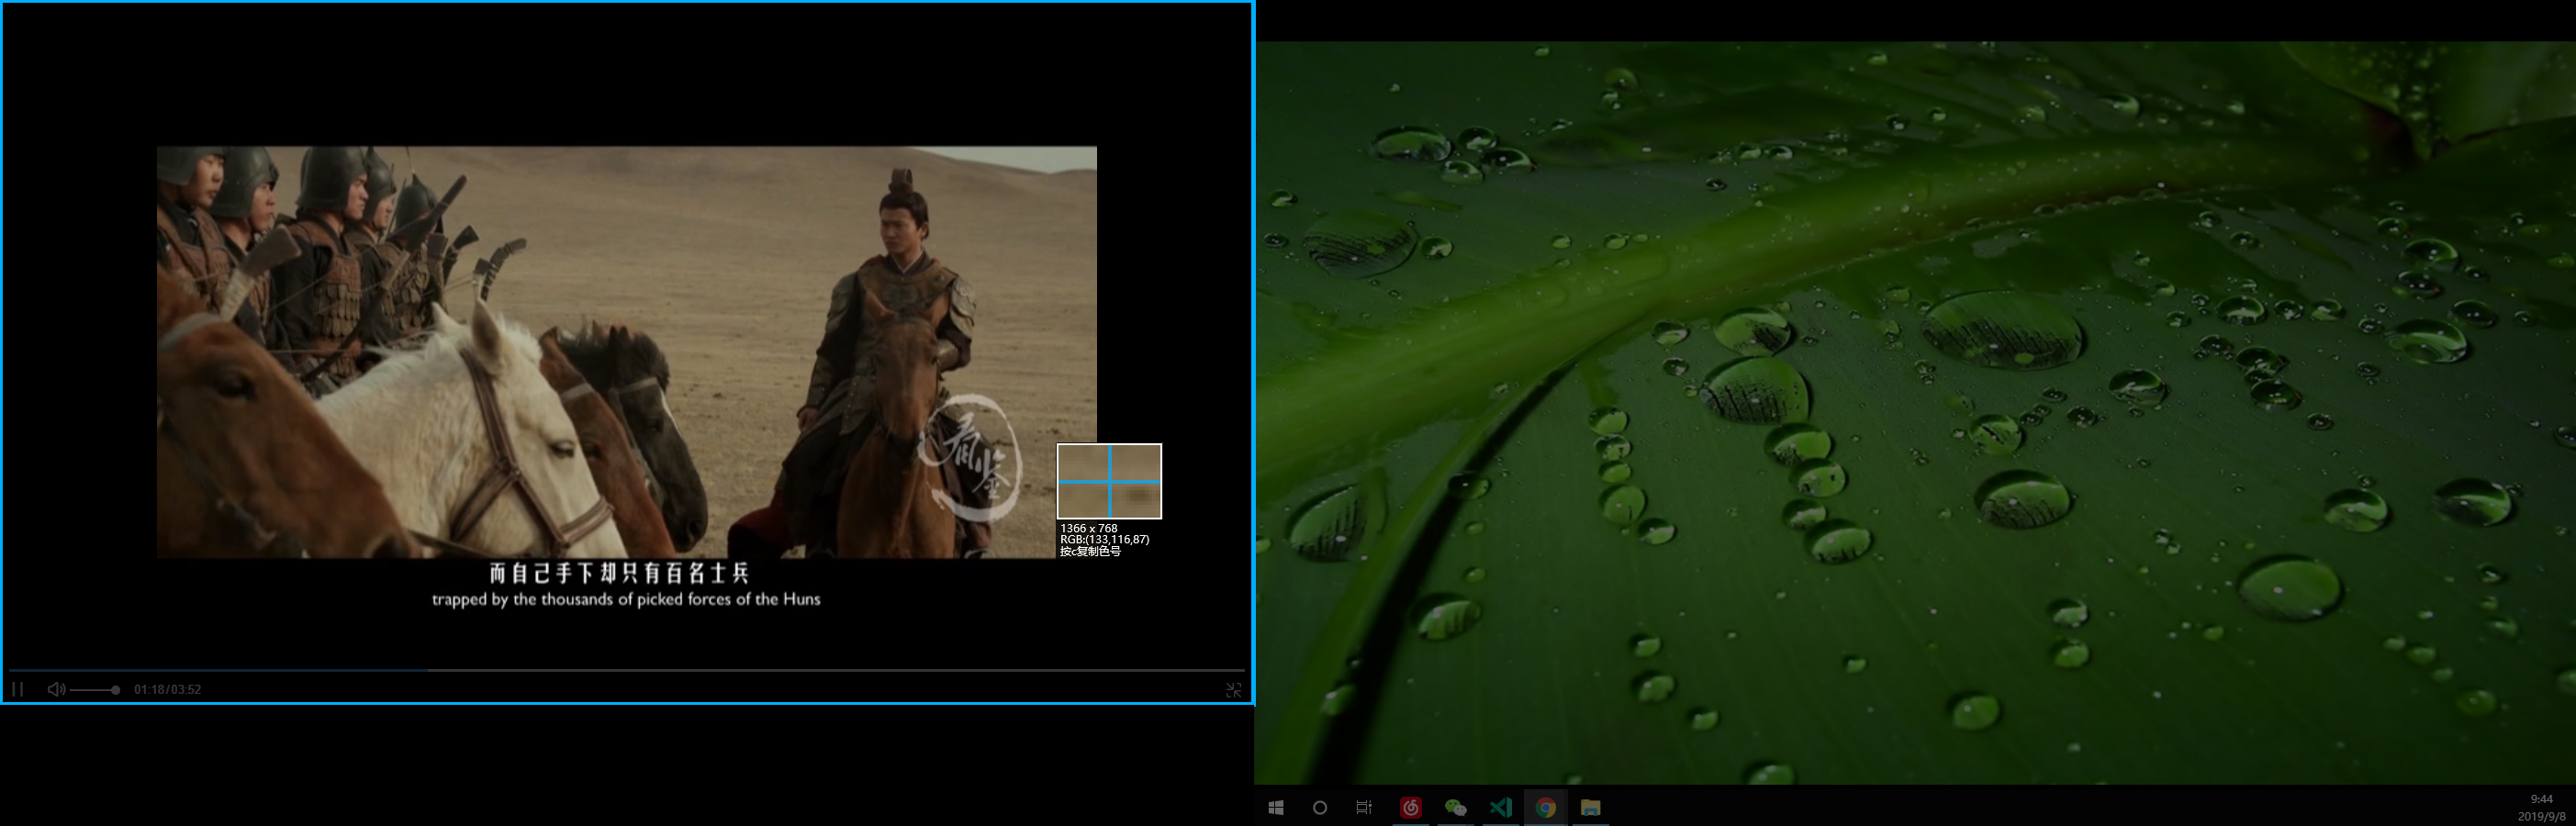 看鉴
1366 x 768
RGB:(133,116,87)
按c复制色号
而自己手下却只有百名士兵
trapped by the thousands of picked forces of the Huns
01:18/03:52
9:44
2019/9/8